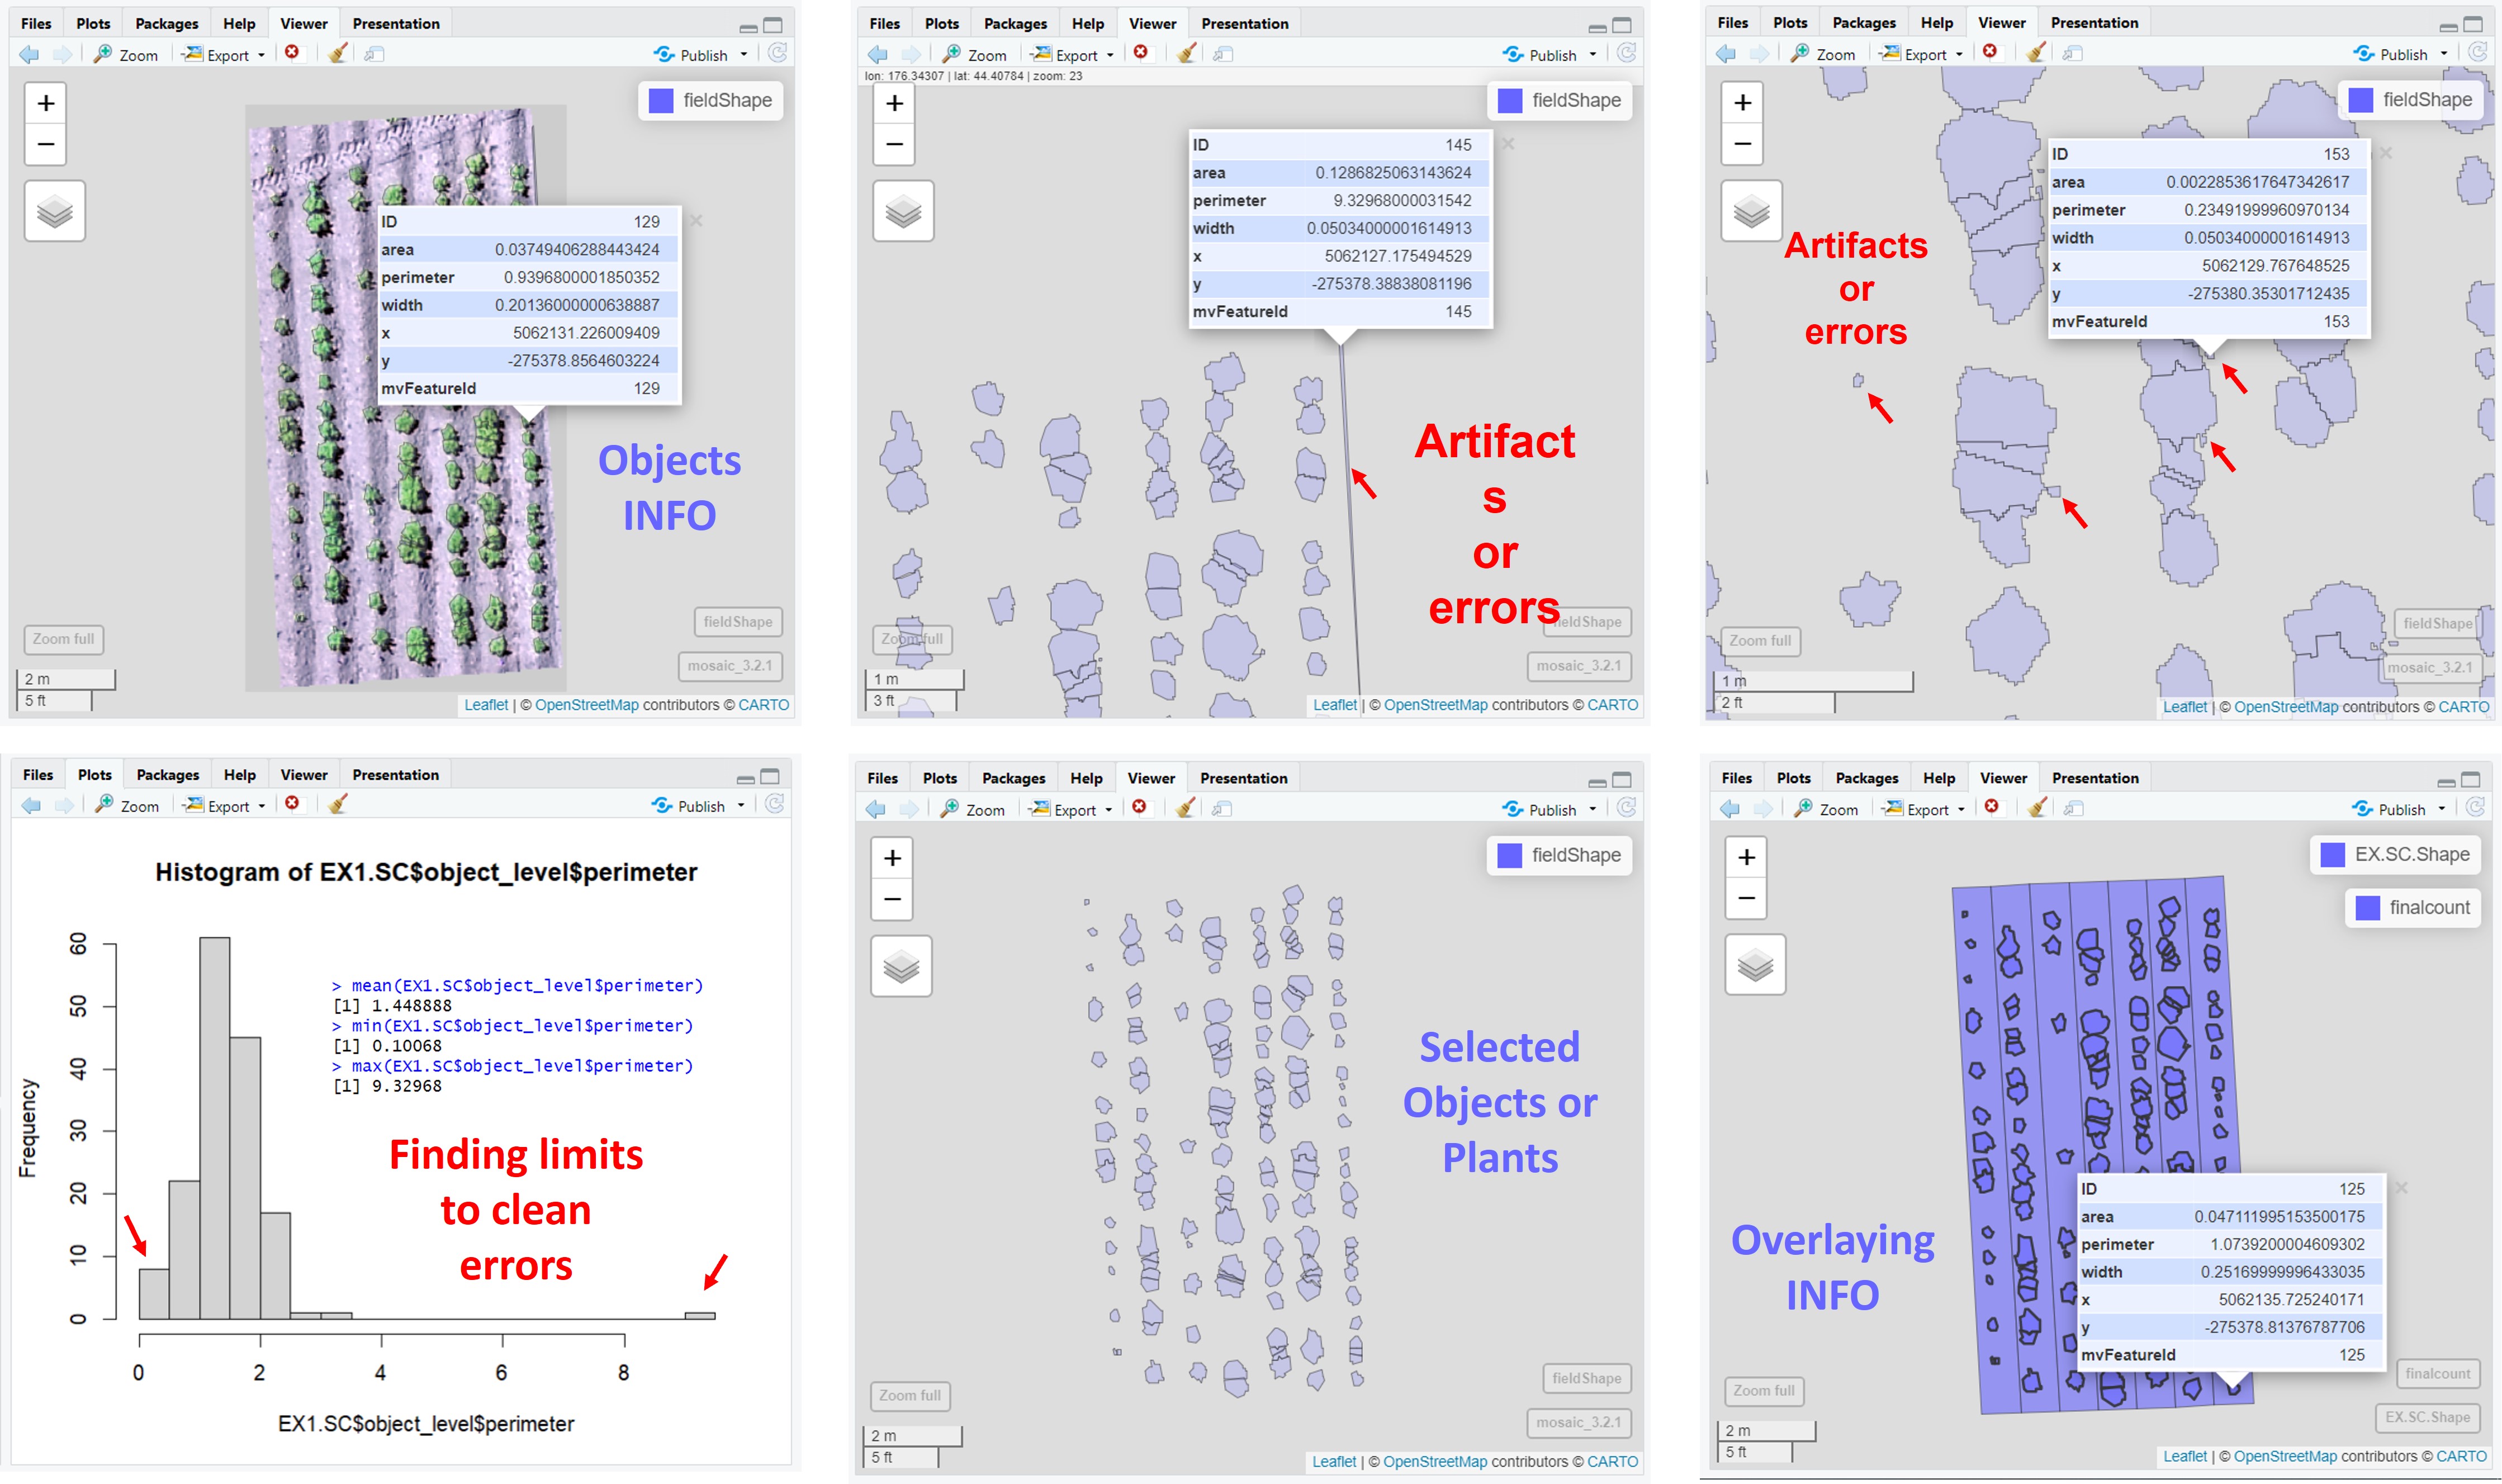 Files Plots Packages Help Viewer Presentation
Zoom Export Publish
+
−
fieldShape
ID 129
area 0.03749406288443424
perimeter 0.9396800001850352
width 0.20136000000638887
x 5062131.226009409
y -275378.8564603224
mvFeatureId 129
Objects
INFO
fieldShape
Zoom full
mosaic_3.2.1
2 m
5 ft
Leaflet | © OpenStreetMap contributors © CARTO
Files Plots Packages Help Viewer Presentation
Zoom Export Publish
lon: 176.34307 | lat: 44.40784 | zoom: 23
+
−
fieldShape
ID 145
area 0.1286825063143624
perimeter 9.32968000031542
width 0.05034000001614913
x 5062127.175494529
y -275378.38838081196
mvFeatureId 145
Artifact
s
or
errors
fieldShape
Zoom full
mosaic_3.2.1
1 m
3 ft
Leaflet | © OpenStreetMap contributors © CARTO
Files Plots Packages Help Viewer Presentation
Zoom Export Publish
+
−
fieldShape
ID 153
area 0.0022853617647342617
perimeter 0.23491999960970134
width 0.05034000001614913
x 5062129.767648525
y -275380.35301712435
mvFeatureId 153
Artifacts
or
errors
fieldShape
Zoom full
mosaic_3.2.1
1 m
2 ft
Leaflet | © OpenStreetMap contributors © CARTO
Files Plots Packages Help Viewer Presentation
Zoom Export Publish
Histogram of EX1.SC$object_level$perimeter
> mean(EX1.SC$object_level$perimeter)
[1] 1.448888
> min(EX1.SC$object_level$perimeter)
[1] 0.10068
> max(EX1.SC$object_level$perimeter)
[1] 9.32968
Finding limits
to clean
errors
Frequency
60
50
40
30
20
10
0
0 2 4 6 8
EX1.SC$object_level$perimeter
Files Plots Packages Help Viewer Presentation
Zoom Export Publish
+
−
fieldShape
Selected
Objects or
Plants
fieldShape
Zoom full
mosaic_3.2.1
2 m
5 ft
Leaflet | © OpenStreetMap contributors © CARTO
Files Plots Packages Help Viewer Presentation
Zoom Export Publish
+
−
EX.SC.Shape
finalcount
ID 125
area 0.047111995153500175
perimeter 1.0739200004609302
width 0.25169999996433035
x 5062135.725240171
y -275378.81376787706
mvFeatureId 125
Overlaying
INFO
finalcount
Zoom full
EX.SC.Shape
2 m
5 ft
Leaflet | © OpenStreetMap contributors © CARTO